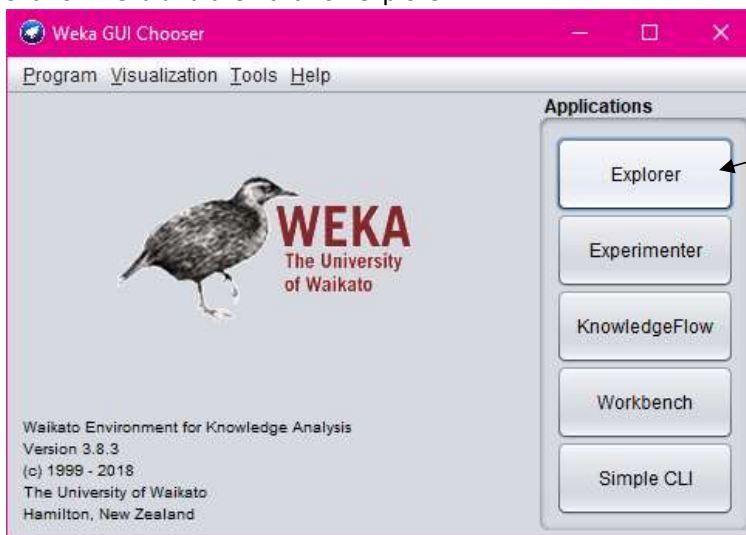 Weka GUI Chooser
Program Visualization Tools Help
Applications
Explorer
WEKA
The University
of Waikato
Experimenter
KnowledgeFlow
Workbench
Simple CLI
Waikato Environment for Knowledge Analysis
Version 3.8.3
(c) 1999 - 2018
The University of Waikato
Hamilton, New Zealand